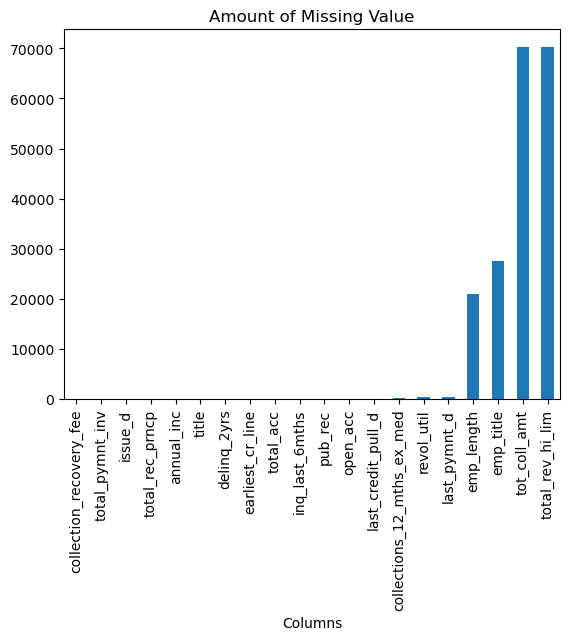 Amount of Missing Value
70000
60000
50000
40000
30000
20000
10000
0
collection_recovery_fee
total_pymnt_inv
issue_d
total_rec_prncp
annual_inc
title
delinq_2yrs
earliest_cr_line
total_acc
inq_last_6mths
pub_rec
open_acc
last_credit_pull_d
collections_12_mths_ex_med
revol_util
last_pymnt_d
emp_length
emp_title
tot_coll_amt
total_rev_hi_lim
Columns